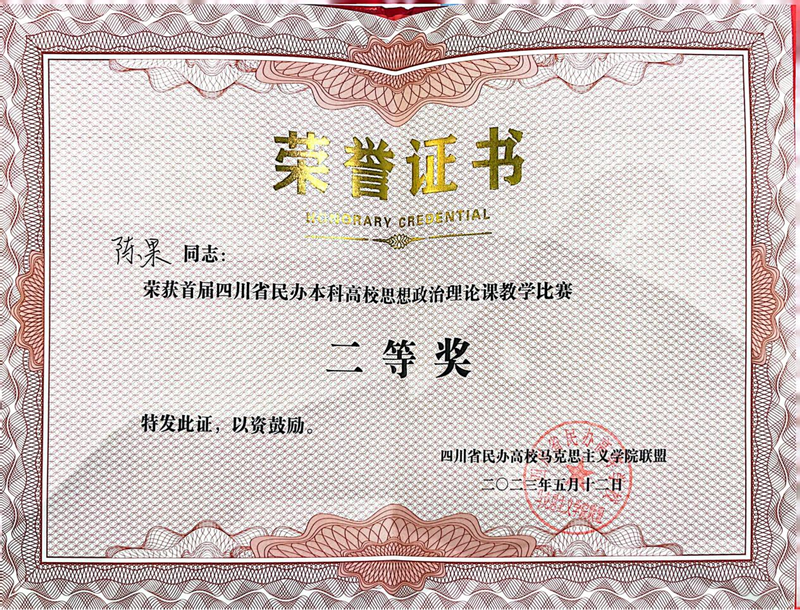 荣誉证书
HONORARY CREDENTIAL
陈果 同志：
荣获首届四川省民办本科高校思想政治理论课教学比赛
二等奖
特发此证，以资鼓励。
四川省民办高校马克思主义学院联盟
二〇二三年五月十二日